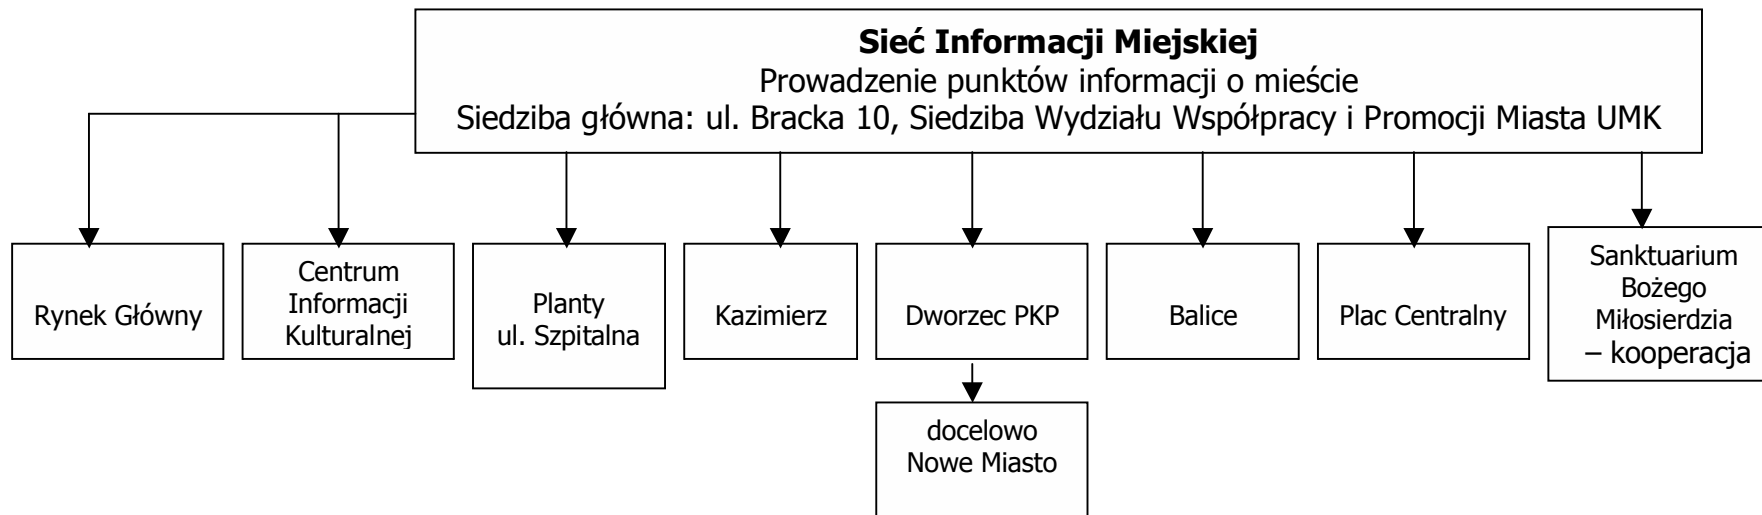 Sieć Informacji Miejskiej
Prowadzenie punktów informacji o mieście
Siedziba główna: ul. Bracka 10, Siedziba Wydziału Współpracy i Promocji Miasta UMK
Rynek Główny
Centrum
Informacji
Kulturalnej
Planty
ul. Szpitalna
Kazimierz
Dworzec PKP
Balice
Plac Centralny
Sanktuarium
Bożego
Miłosierdzia
– kooperacja
docelowo
Nowe Miasto